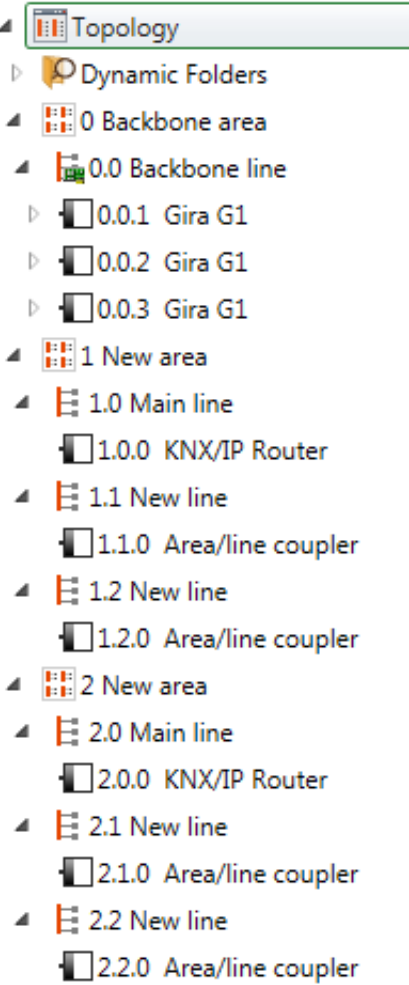 Topology
Dynamic Folders
0 Backbone area
0.0 Backbone line
0.0.1 Gira G1
0.0.2 Gira G1
0.0.3 Gira G1
1 New area
1.0 Main line
1.0.0 KNX/IP Router
1.1 New line
1.1.0 Area/line coupler
1.2 New line
1.2.0 Area/line coupler
2 New area
2.0 Main line
2.0.0 KNX/IP Router
2.1 New line
2.1.0 Area/line coupler
2.2 New line
2.2.0 Area/line coupler